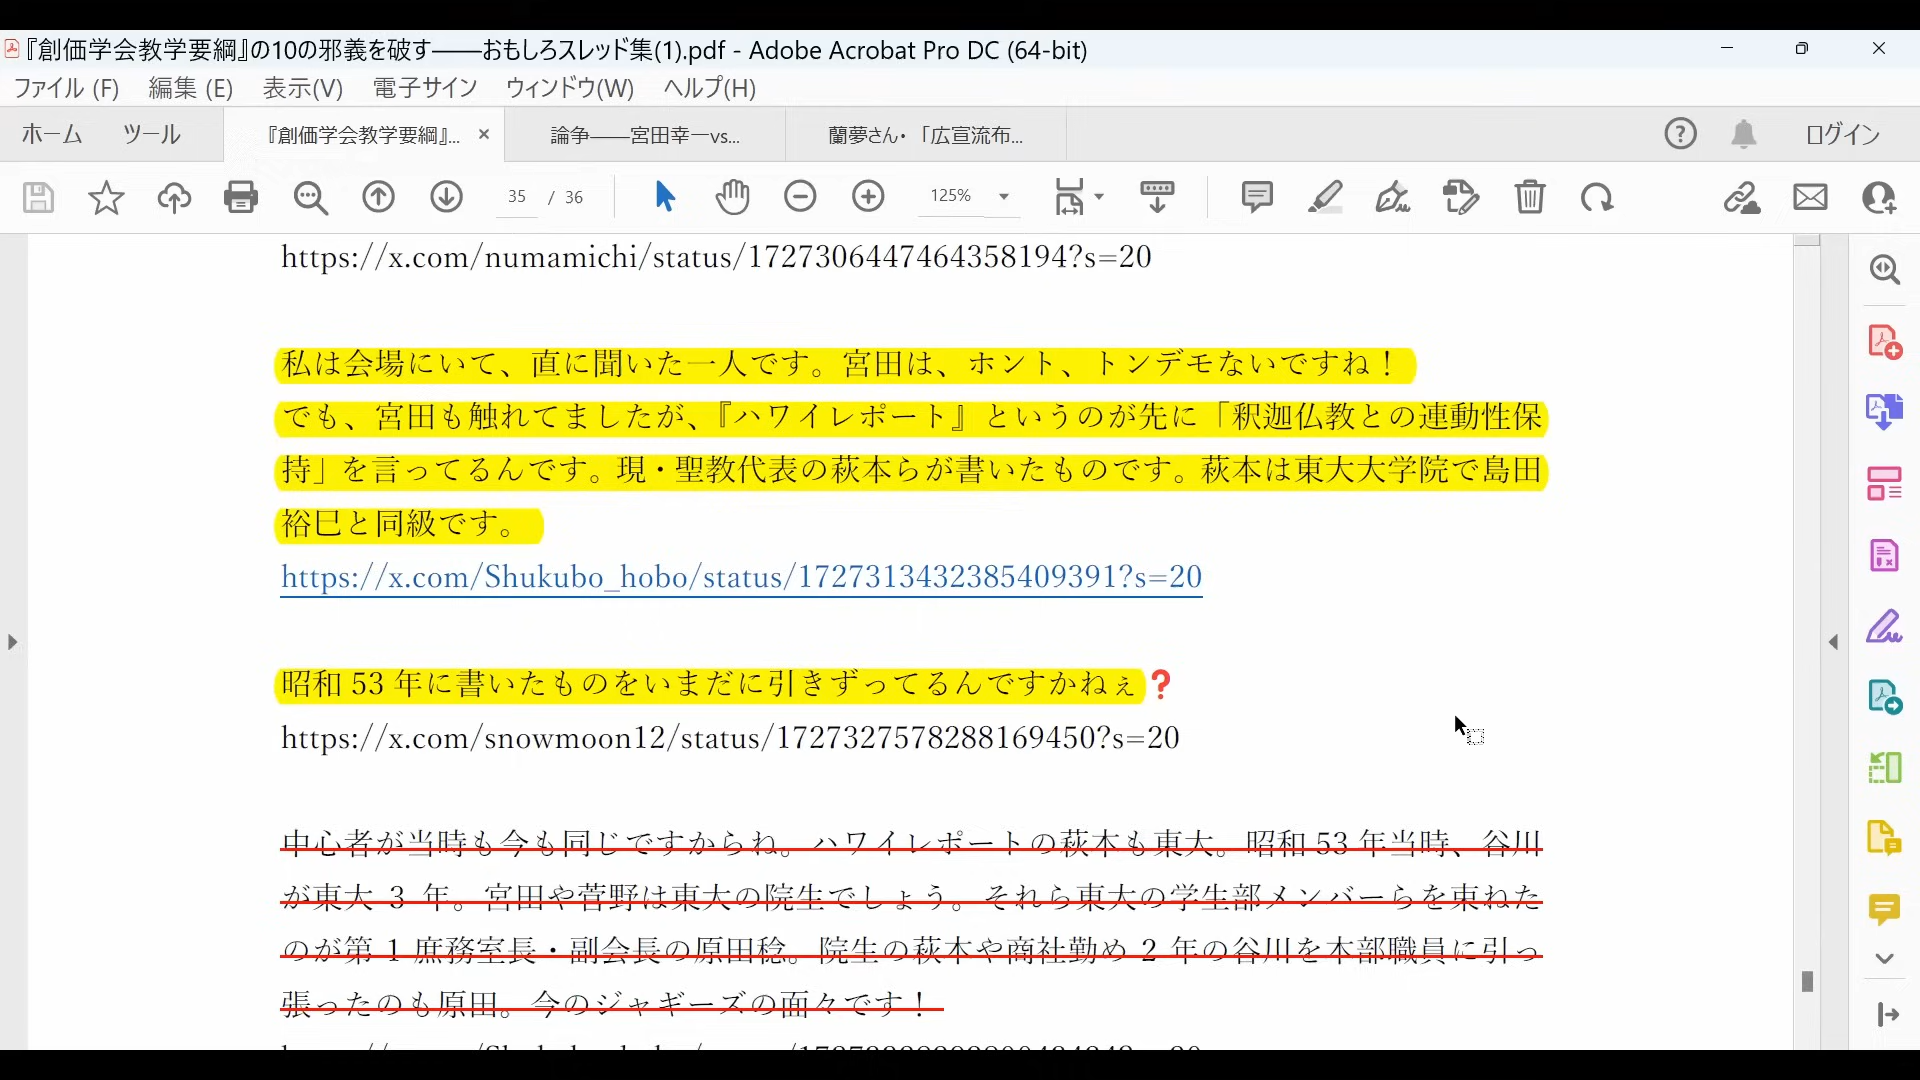 『創価学会教学要綱』の10の邪義を破す――おもしろスレッド集(1).pdf - Adobe Acrobat Pro DC (64-bit)
ファイル (F) 編集 (E) 表示(V) 電子サイン ウィンドウ(W) ヘルプ(H)
ホーム ツール 『創価学会教学要綱』... × 論争――宮田幸一vs... 蘭夢さん・「広宣流布... ログイン
35 / 36 125%
https://x.com/numamichi/status/1727306447464358194?s=20
私は会場にいて、直に聞いた一人です。宮田は、ホント、トンデモないですね！
でも、宮田も触れてましたが、『ハワイレポート』というのが先に「釈迦仏教との連動性保
持」を言ってるんです。現・聖教代表の萩本らが書いたものです。萩本は東大大学院で島田
裕巳と同級です。
https://x.com/Shukubo_hobo/status/1727313432385409391?s=20
昭和 53 年に書いたものをいまだに引きずってるんですかねぇ❓
https://x.com/snowmoon12/status/1727327578288169450?s=20
中心者が当時も今も同じですからね。ハワイレポートの萩本も東大。昭和 53 年当時、谷川
が東大 3 年。宮田や菅野は東大の院生でしょう。それら東大の学生部メンバーらを束ねた
のが第 1 庶務室長・副会長の原田稔。院生の萩本や商社勤め 2 年の谷川を本部職員に引っ
張ったのも原田。今のジャギーズの面々です！